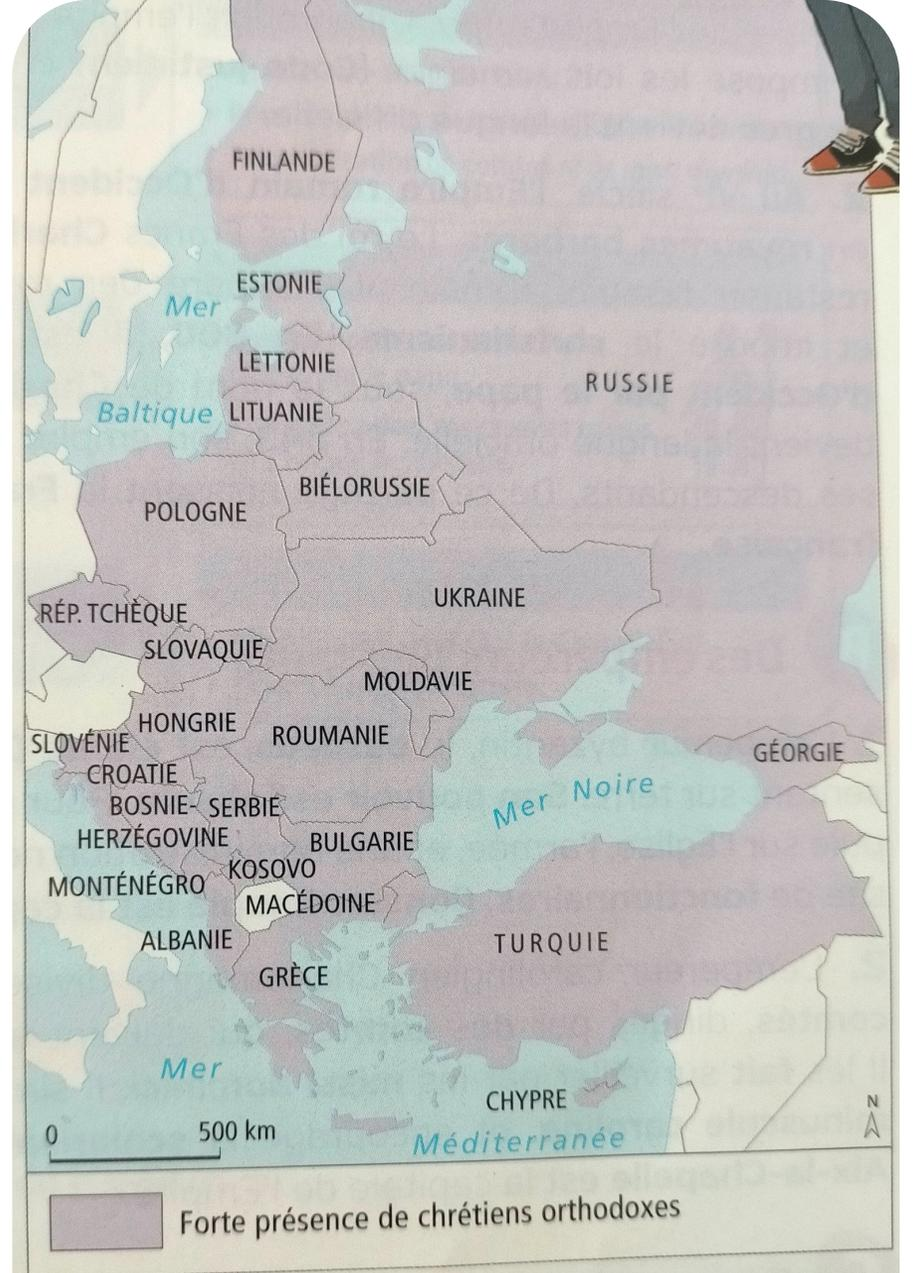 FINLANDE
ESTONIE
Mer
LETTONIE
RUSSIE
Baltique
LITUANIE
BIÉLORUSSIE
POLOGNE
UKRAINE
RÉP. TCHÈQUE
SLOVAQUIE
MOLDAVIE
HONGRIE
ROUMANIE
SLOVÉNIE
GÉORGIE
CROATIE
Mer Noire
BOSNIE-
HERZÉGOVINE
SERBIE
BULGARIE
KOSOVO
MONTÉNÉGRO
MACÉDOINE
ALBANIE
TURQUIE
GRÈCE
Mer
CHYPRE
N
0
500 km
Méditerranée
Forte présence de chrétiens orthodoxes